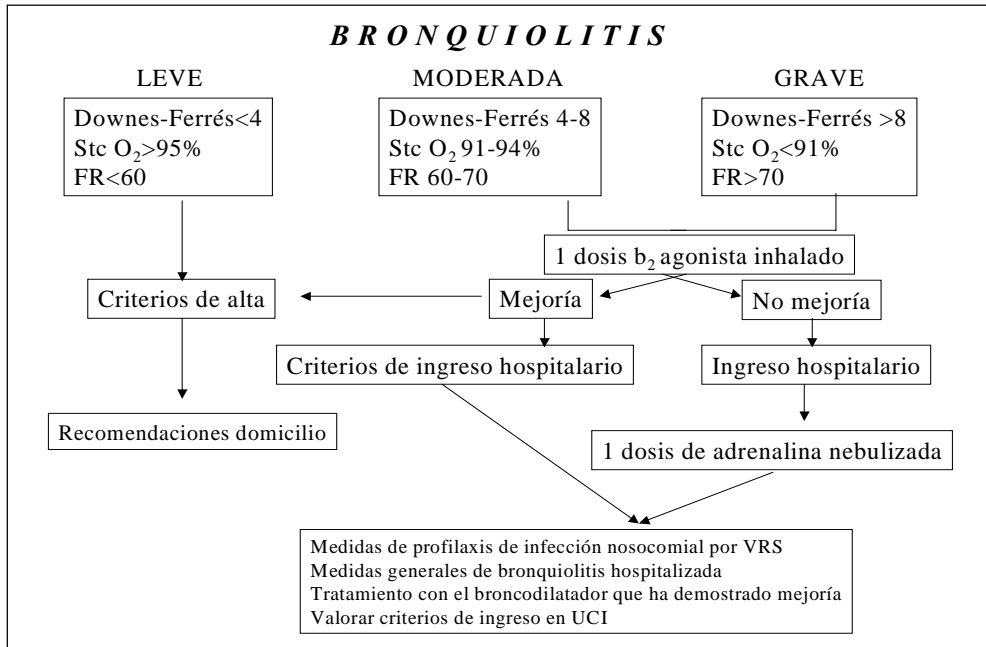 BRONQUIOLITIS
LEVE
MODERADA
GRAVE
Downes-Ferrés<4
Stc O₂>95%
FR<60
Downes-Ferrés 4-8
Stc O₂ 91-94%
FR 60-70
Downes-Ferrés >8
Stc O₂<91%
FR>70
1 dosis b₂ agonista inhalado
Criterios de alta
Mejoría
No mejoría
Criterios de ingreso hospitalario
Ingreso hospitalario
Recomendaciones domicilio
1 dosis de adrenalina nebulizada
Medidas de profilaxis de infección nosocomial por VRS
Medidas generales de bronquiolitis hospitalizada
Tratamiento con el broncodilatador que ha demostrado mejoría
Valorar criterios de ingreso en UCI